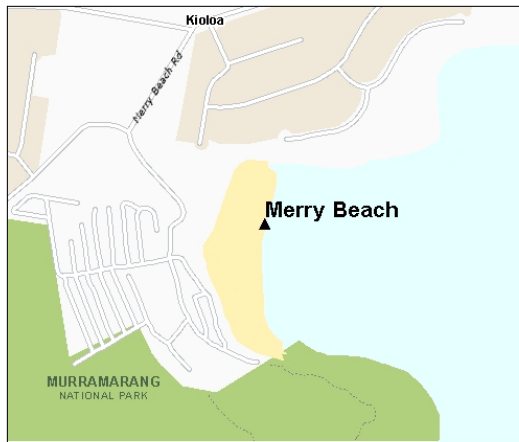 Kioloa
Merry Beach Rd
Merry Beach
MURRAMARANG
NATIONAL PARK